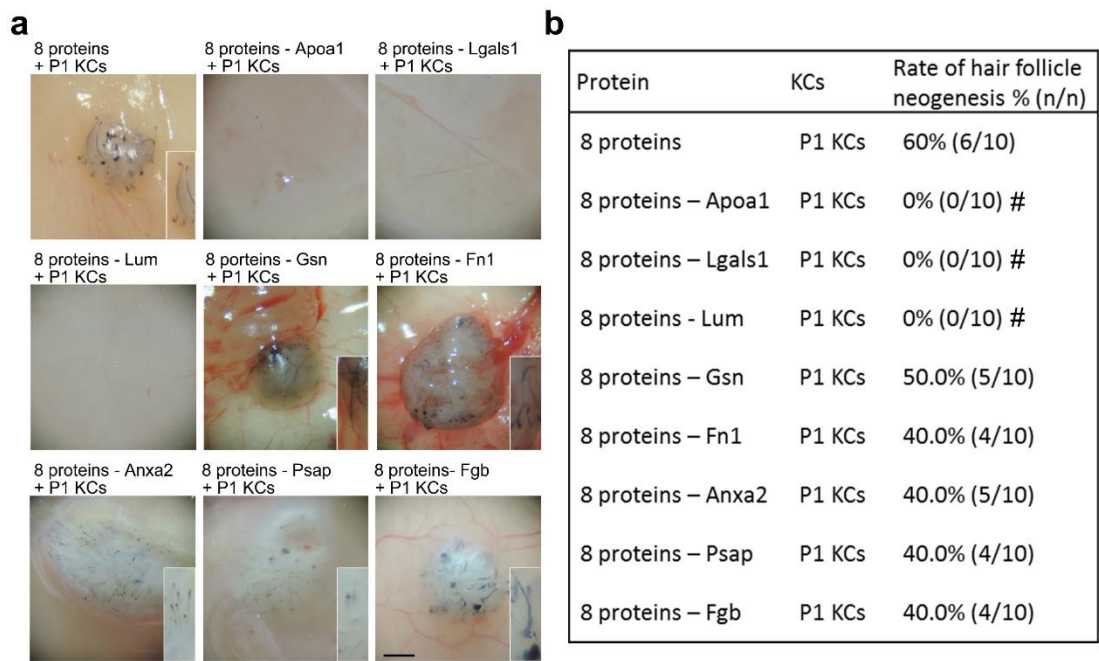 a
8 proteins
+ P1 KCs
8 proteins - Apoa1
+ P1 KCs
8 proteins - Lgals1
+ P1 KCs
8 proteins - Lum
+ P1 KCs
8 porteins - Gsn
+ P1 KCs
8 proteins - Fn1
+ P1 KCs
8 proteins - Anxa2
+ P1 KCs
8 porteins - Psap
+ P1 KCs
8 proteins- Fgb
+ P1 KCs
b
Protein KCs Rate of hair follicle
neogenesis % (n/n)
8 proteins P1 KCs 60% (6/10)
8 proteins – Apoa1 P1 KCs 0% (0/10) #
8 proteins – Lgals1 P1 KCs 0% (0/10) #
8 proteins - Lum P1 KCs 0% (0/10) #
8 proteins – Gsn P1 KCs 50.0% (5/10)
8 proteins – Fn1 P1 KCs 40.0% (4/10)
8 proteins – Anxa2 P1 KCs 40.0% (5/10)
8 proteins – Psap P1 KCs 40.0% (4/10)
8 proteins – Fgb P1 KCs 40.0% (4/10)